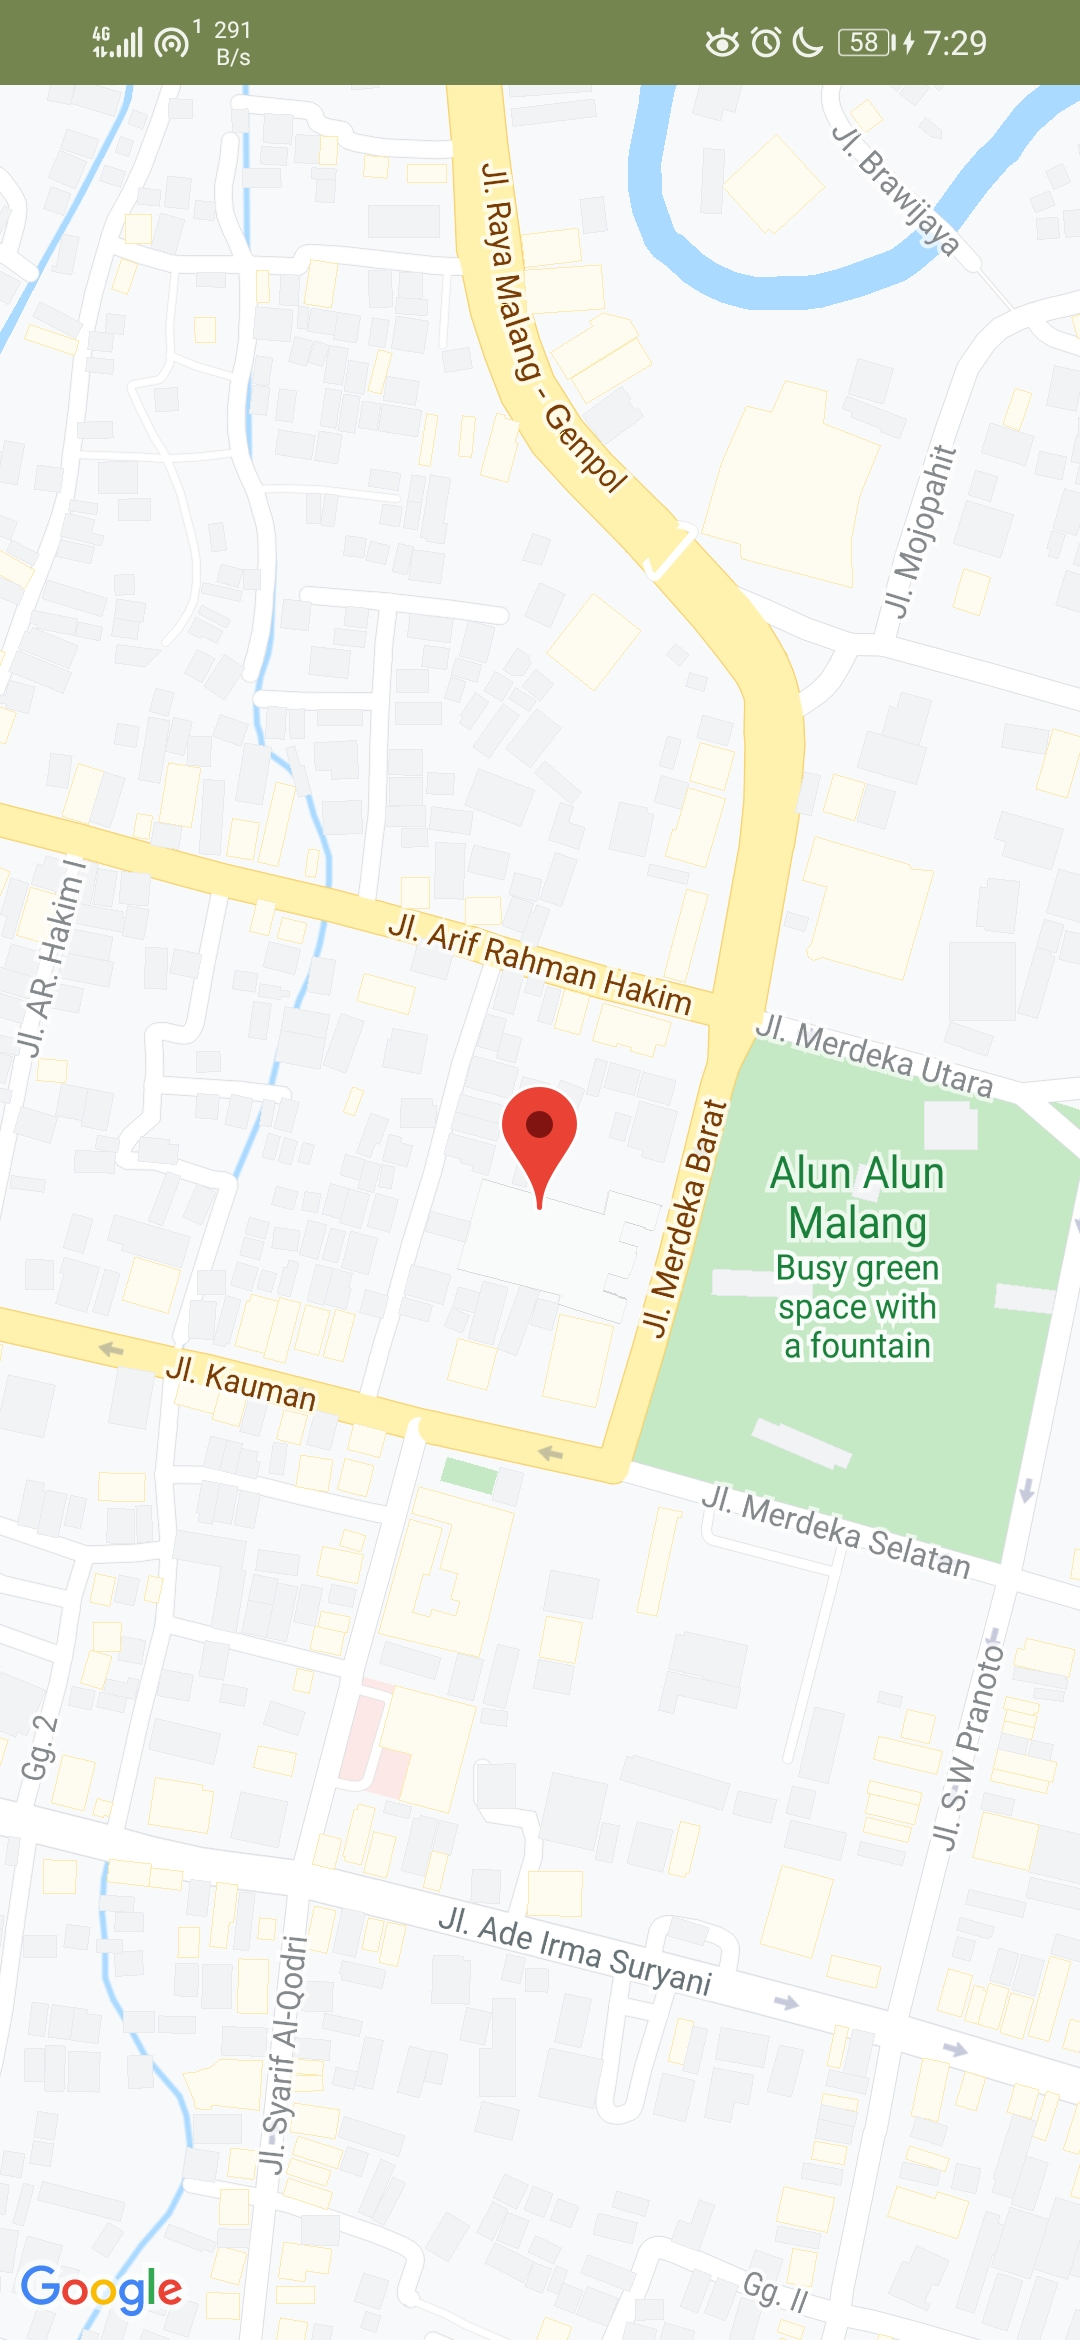 4G 1 291 B/s 58 7:29
Jl. Brawijaya
Jl. Raya Malang - Gempol
Jl. Mojopahit
Jl. AR. Hakim I
Jl. Arif Rahman Hakim
Jl. Merdeka Utara
Jl. Merdeka Barat
Alun Alun
Malang
Busy green
space with
a fountain
Jl. Kauman
Jl. Merdeka Selatan
Jl. S.W Pranoto
Gg. 2
Jl. Ade Irma Suryani
Jl. Syarif Al-Qodri
Google
Gg. II